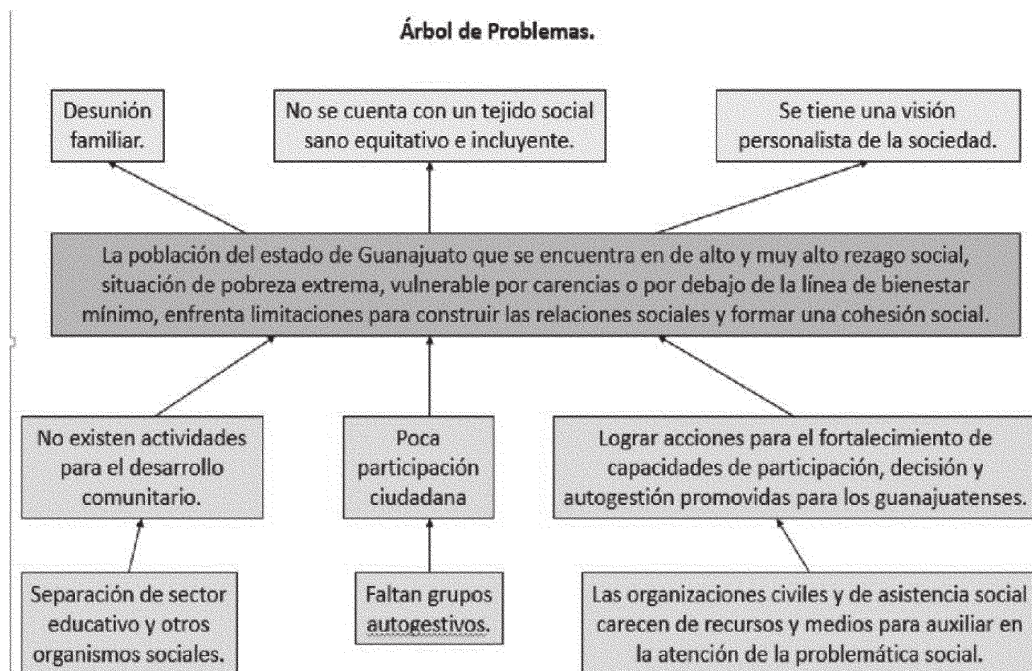 Árbol de Problemas.
Desunión
familiar.
No se cuenta con un tejido social
sano equitativo e incluyente.
Se tiene una visión
personalista de la sociedad.
La población del estado de Guanajuato que se encuentra en de alto y muy alto rezago social,
situación de pobreza extrema, vulnerable por carencias o por debajo de la línea de bienestar
mínimo, enfrenta limitaciones para construir las relaciones sociales y formar una cohesión social.
No existen actividades
para el desarrollo
comunitario.
Poca
participación
ciudadana
Lograr acciones para el fortalecimiento de
capacidades de participación, decisión y
autogestión promovidas para los guanajuatenses.
Separación de sector
educativo y otros
organismos sociales.
Faltan grupos
autogestivos.
Las organizaciones civiles y de asistencia social
carecen de recursos y medios para auxiliar en
la atención de la problemática social.